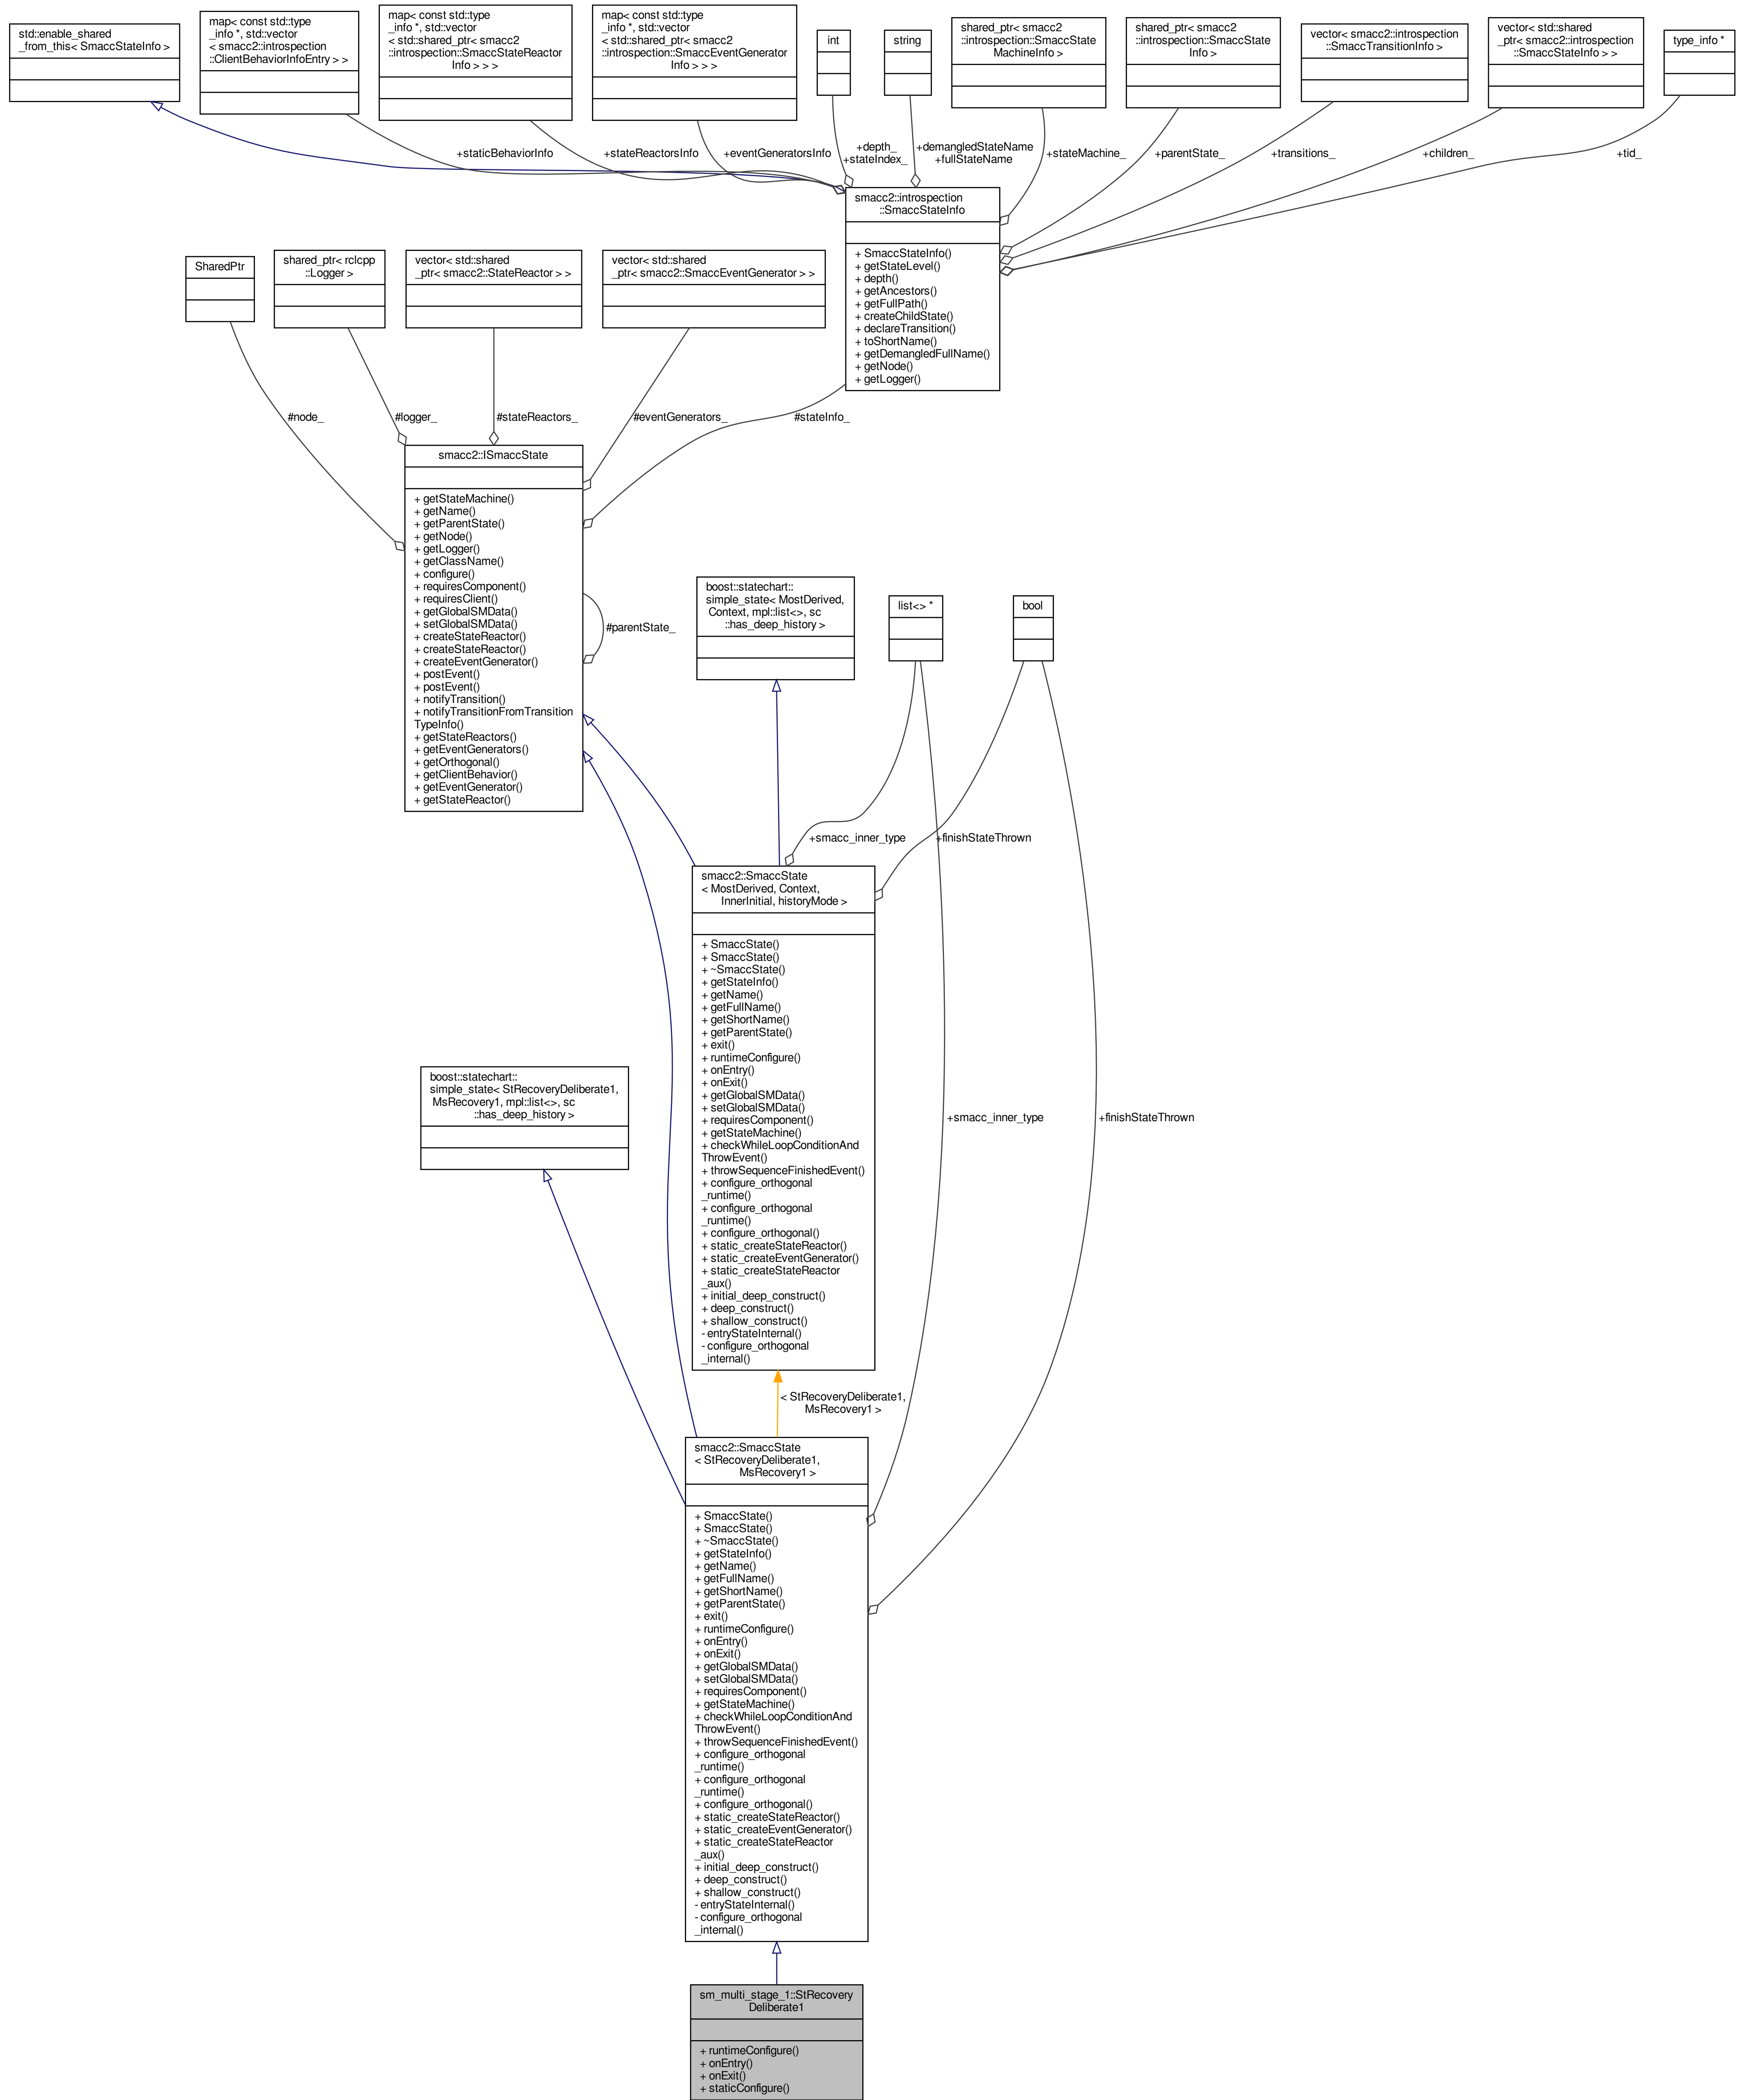 std::enable_shared
_from_this< SmaccStateInfo >
map< const std::type
_info *, std::vector
< smacc2::introspection
::ClientBehaviorInfoEntry > >
map< const std::type
_info *, std::vector
< std::shared_ptr< smacc2
::introspection::SmaccStateReactor
Info > > >
map< const std::type
_info *, std::vector
< std::shared_ptr< smacc2
::introspection::SmaccEventGenerator
Info > > >
int
string
shared_ptr< smacc2
::introspection::SmaccState
MachineInfo >
shared_ptr< smacc2
::introspection::SmaccState
Info >
vector< smacc2::introspection
::SmaccTransitionInfo >
vector< std::shared
_ptr< smacc2::introspection
::SmaccStateInfo > >
type_info *
+staticBehaviorInfo
+stateReactorsInfo
+eventGeneratorsInfo
+depth_
+stateIndex_
+demangledStateName
+fullStateName
+stateMachine_
+parentState_
+transitions_
+children_
+tid_
smacc2::introspection
::SmaccStateInfo
+ SmaccStateInfo()
+ getStateLevel()
+ depth()
+ getAncestors()
+ getFullPath()
+ createChildState()
+ declareTransition()
+ toShortName()
+ getDemangledFullName()
+ getNode()
+ getLogger()
SharedPtr
shared_ptr< rclcpp
::Logger >
vector< std::shared
_ptr< smacc2::StateReactor > >
vector< std::shared
_ptr< smacc2::SmaccEventGenerator > >
#node_
#logger_
#stateReactors_
#eventGenerators_
#stateInfo_
smacc2::ISmaccState
+ getStateMachine()
+ getName()
+ getParentState()
+ getNode()
+ getLogger()
+ getClassName()
+ configure()
+ requiresComponent()
+ requiresClient()
+ getGlobalSMData()
+ setGlobalSMData()
+ createStateReactor()
+ createStateReactor()
+ createEventGenerator()
+ postEvent()
+ postEvent()
+ notifyTransition()
+ notifyTransitionFromTransition
TypeInfo()
+ getStateReactors()
+ getEventGenerators()
+ getOrthogonal()
+ getClientBehavior()
+ getEventGenerator()
+ getStateReactor()
#parentState_
boost::statechart::
simple_state< MostDerived,
Context, mpl::list<>, sc
::has_deep_history >
list<> *
bool
+smacc_inner_type
+finishStateThrown
smacc2::SmaccState
< MostDerived, Context,
InnerInitial, historyMode >
+ SmaccState()
+ SmaccState()
+ ~SmaccState()
+ getStateInfo()
+ getName()
+ getFullName()
+ getShortName()
+ getParentState()
+ exit()
+ runtimeConfigure()
+ onEntry()
+ onExit()
+ getGlobalSMData()
+ setGlobalSMData()
+ requiresComponent()
+ getStateMachine()
+ checkWhileLoopConditionAnd
ThrowEvent()
+ throwSequenceFinishedEvent()
+ configure_orthogonal
_runtime()
+ configure_orthogonal
_runtime()
+ configure_orthogonal()
+ static_createStateReactor()
+ static_createEventGenerator()
+ static_createStateReactor
_aux()
+ initial_deep_construct()
+ deep_construct()
+ shallow_construct()
- entryStateInternal()
- configure_orthogonal
_internal()
boost::statechart::
simple_state< StRecoveryDeliberate1,
MsRecovery1, mpl::list<>, sc
::has_deep_history >
+smacc_inner_type
+finishStateThrown
< StRecoveryDeliberate1,
MsRecovery1 >
smacc2::SmaccState
< StRecoveryDeliberate1,
MsRecovery1 >
+ SmaccState()
+ SmaccState()
+ ~SmaccState()
+ getStateInfo()
+ getName()
+ getFullName()
+ getShortName()
+ getParentState()
+ exit()
+ runtimeConfigure()
+ onEntry()
+ onExit()
+ getGlobalSMData()
+ setGlobalSMData()
+ requiresComponent()
+ getStateMachine()
+ checkWhileLoopConditionAnd
ThrowEvent()
+ throwSequenceFinishedEvent()
+ configure_orthogonal
_runtime()
+ configure_orthogonal
_runtime()
+ configure_orthogonal()
+ static_createStateReactor()
+ static_createEventGenerator()
+ static_createStateReactor
_aux()
+ initial_deep_construct()
+ deep_construct()
+ shallow_construct()
- entryStateInternal()
- configure_orthogonal
_internal()
sm_multi_stage_1::StRecovery
Deliberate1
+ runtimeConfigure()
+ onEntry()
+ onExit()
+ staticConfigure()